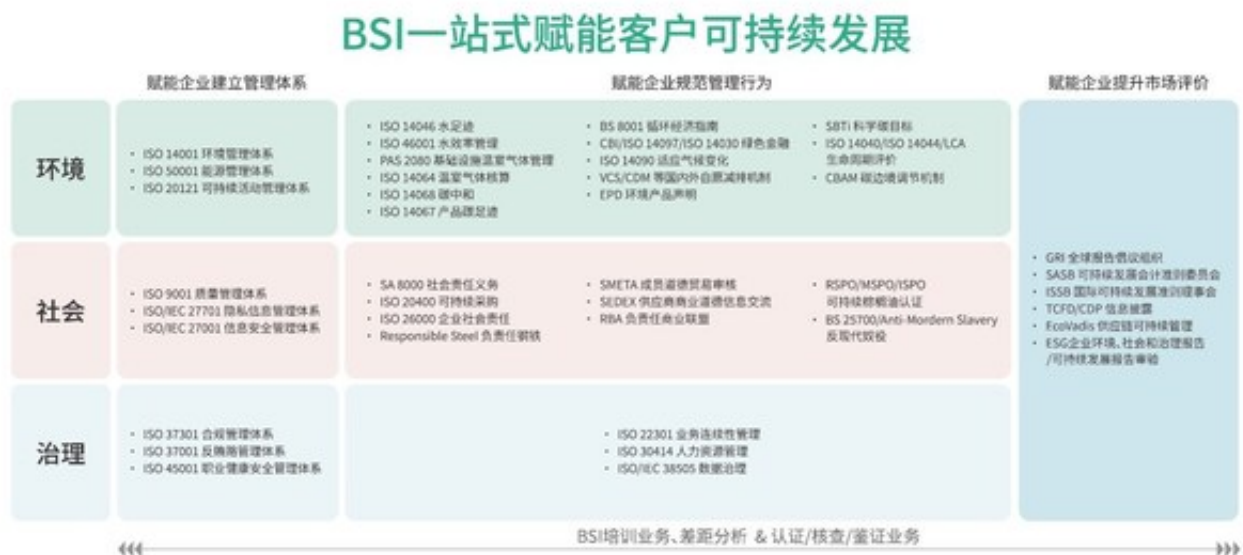 BSI一站式赋能客户可持续发展
赋能企业建立管理体系
赋能企业规范管理行为
赋能企业提升市场评价
环境
· ISO 14001 环境管理体系
· ISO 50001 能源管理体系
· ISO 20121 可持续活动管理体系
· ISO 14046 水足迹
· ISO 46001 水效率管理
· PAS 2080 基础设施温室气体管理
· ISO 14064 温室气体核算
· ISO 14068 碳中和
· ISO 14067 产品碳足迹
· BS 8001 循环经济指南
· CBI/ISO 14097/ISO 14030 绿色金融
· ISO 14090 适应气候变化
· VCS/CDM 等国内外自愿减排机制
· EPD 环境产品声明
· SBTi 科学碳目标
· ISO 14040/ISO 14044/LCA
生命周期评价
· CBAM 碳边境调节机制
社会
· ISO 9001 质量管理体系
· ISO/IEC 27701 隐私信息管理体系
· ISO/IEC 27001 信息安全管理体系
· SA 8000 社会责任义务
· ISO 20400 可持续采购
· ISO 26000 企业社会责任
· Responsible Steel 负责任钢铁
· SMETA 成员道德贸易审核
· SEDEX 供应商商业道德信息交流
· RBA 负责任商业联盟
· RSPO/MSPO/ISPO
可持续棕榈油认证
· BS 25700/Anti-Mordern Slavery
反现代奴役
治理
· ISO 37301 合规管理体系
· ISO 37001 反贿赂管理体系
· ISO 45001 职业健康安全管理体系
· ISO 22301 业务连续性管理
· ISO 30414 人力资源管理
· ISO/IEC 38505 数据治理
· GRI 全球报告倡议组织
· SASB 可持续发展会计准则委员会
· ISSB 国际可持续发展准则理事会
· TCFD/CDP 信息披露
· EcoVadis 供应链可持续管理
· ESG企业环境、社会和治理报告
/可持续发展报告审验
BSI培训业务、差距分析 & 认证/核查/鉴证业务